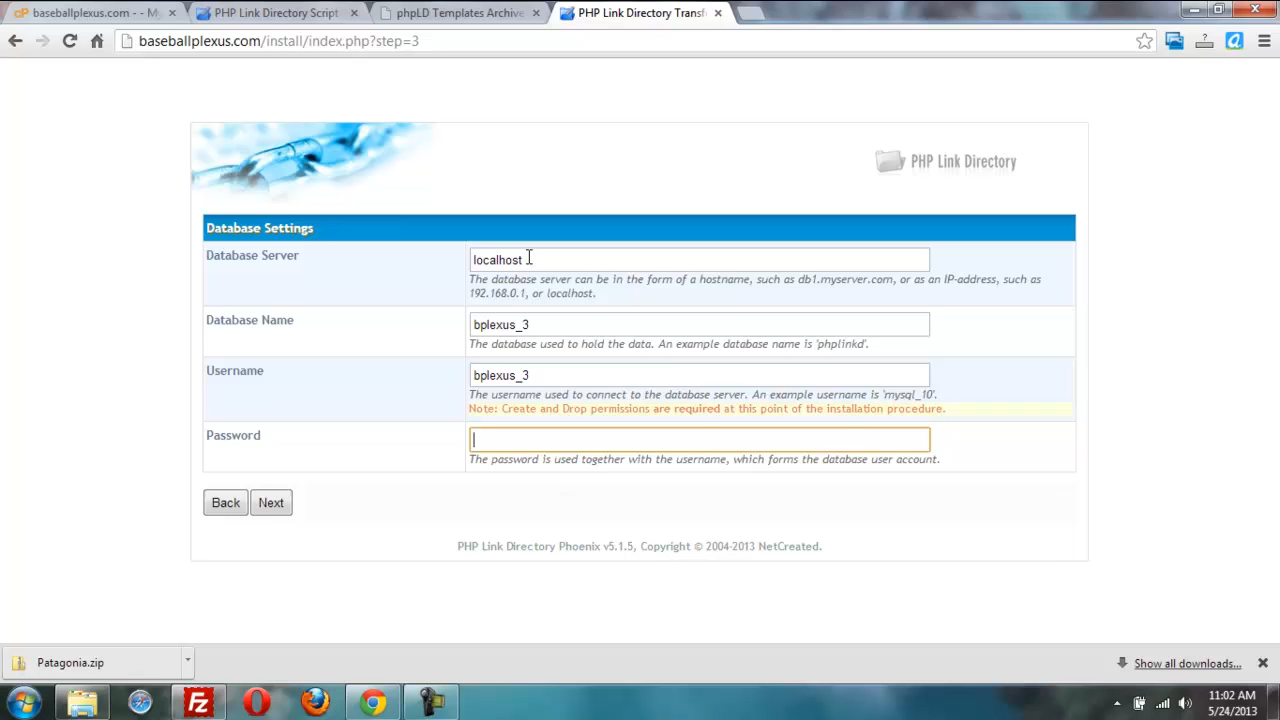 cP baseballplexus.com - - My
PHP Link Directory Script
phpLD Templates Archive
PHP Link Directory Transf
baseballplexus.com/install/index.php?step=3
PHP Link Directory
Database Settings
Database Server
localhost
The database server can be in the form of a hostname, such as db1.myserver.com, or as an IP-address, such as
192.168.0.1, or localhost.
Database Name
bplexus_3
The database used to hold the data. An example database name is 'phplinkd'.
Username
bplexus_3
The username used to connect to the database server. An example username is 'mysql_10'.
Note: Create and Drop permissions are required at this point of the installation procedure.
Password
The password is used together with the username, which forms the database user account.
Back
Next
PHP Link Directory Phoenix v5.1.5, Copyright © 2004-2013 NetCreated.
Patagonia.zip
Show all downloads...
Fz
11:02 AM
5/24/2013